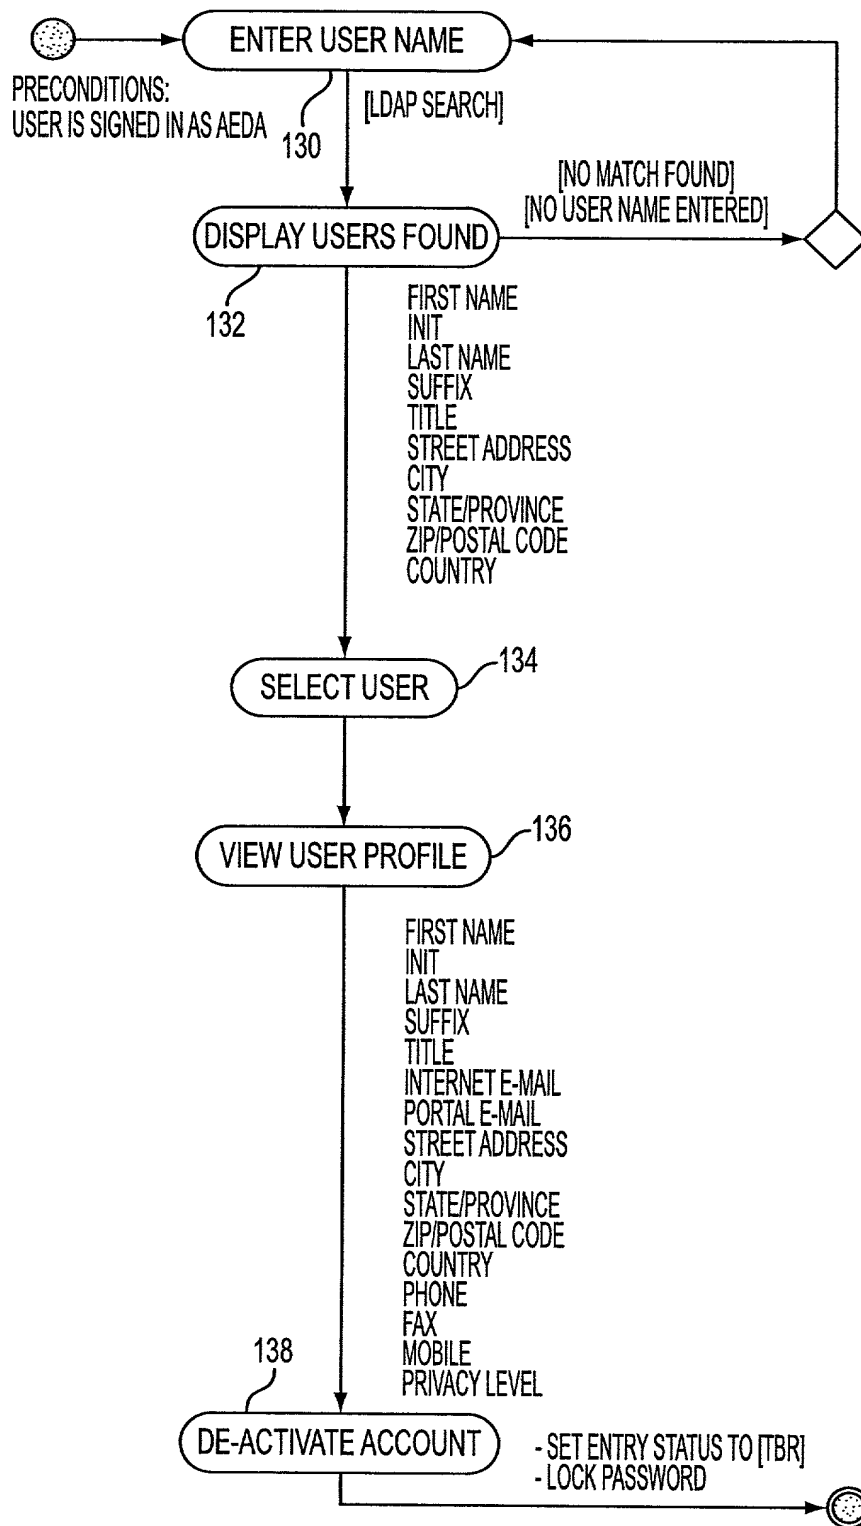 ENTER USER NAME
PRECONDITIONS:
USER IS SIGNED IN AS AEDA
130
[LDAP SEARCH]
[NO MATCH FOUND]
[NO USER NAME ENTERED]
DISPLAY USERS FOUND
132
FIRST NAME
INIT
LAST NAME
SUFFIX
TITLE
STREET ADDRESS
CITY
STATE/PROVINCE
ZIP/POSTAL CODE
COUNTRY
134
SELECT USER
136
VIEW USER PROFILE
FIRST NAME
INIT
LAST NAME
SUFFIX
TITLE
INTERNET E-MAIL
PORTAL E-MAIL
STREET ADDRESS
CITY
STATE/PROVINCE
ZIP/POSTAL CODE
COUNTRY
PHONE
FAX
MOBILE
PRIVACY LEVEL
138
DE-ACTIVATE ACCOUNT
- SET ENTRY STATUS TO [TBR]
- LOCK PASSWORD